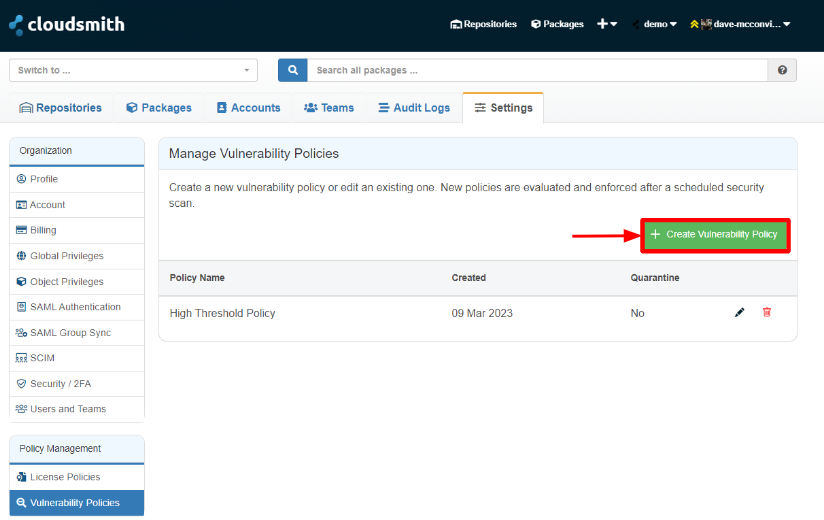 cloudsmith
Repositories Packages demo dave-mcconvi...
Switch to ... Search all packages ...
Repositories Packages Accounts Teams Audit Logs Settings
Organization
Profile
Account
Billing
Global Privileges
Object Privileges
SAML Authentication
SAML Group Sync
SCIM
Security / 2FA
Users and Teams
Policy Management
License Policies
Vulnerability Policies
Manage Vulnerability Policies
Create a new vulnerability policy or edit an existing one. New policies are evaluated and enforced after a scheduled security
scan.
+ Create Vulnerability Policy
Policy Name Created Quarantine
High Threshold Policy 09 Mar 2023 No